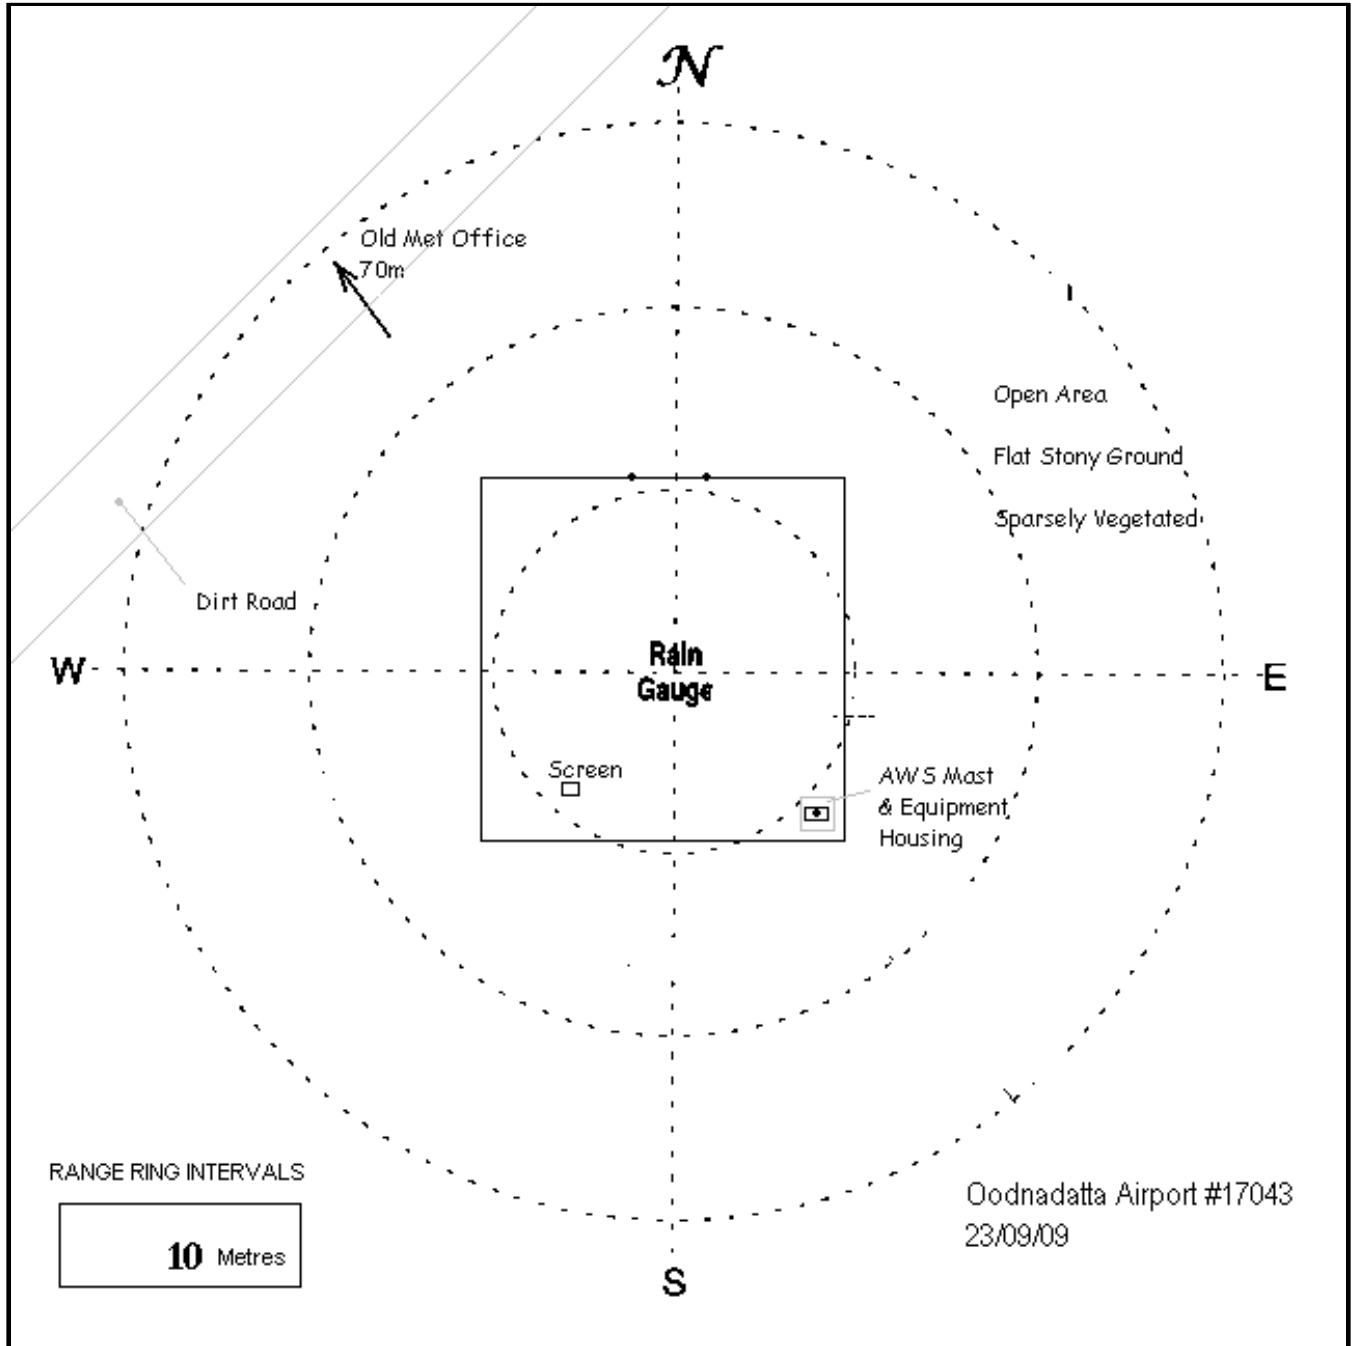 N
Old Met Office
70m
Open Area
Flat Stony Ground
Sparsely Vegetated
Dirt Road
W
Rain
Gauge
E
Screen
AWS Mast
& Equipment
Housing
RANGE RING INTERVALS
10 Metres
Oodnadatta Airport #17043
23/09/09
S